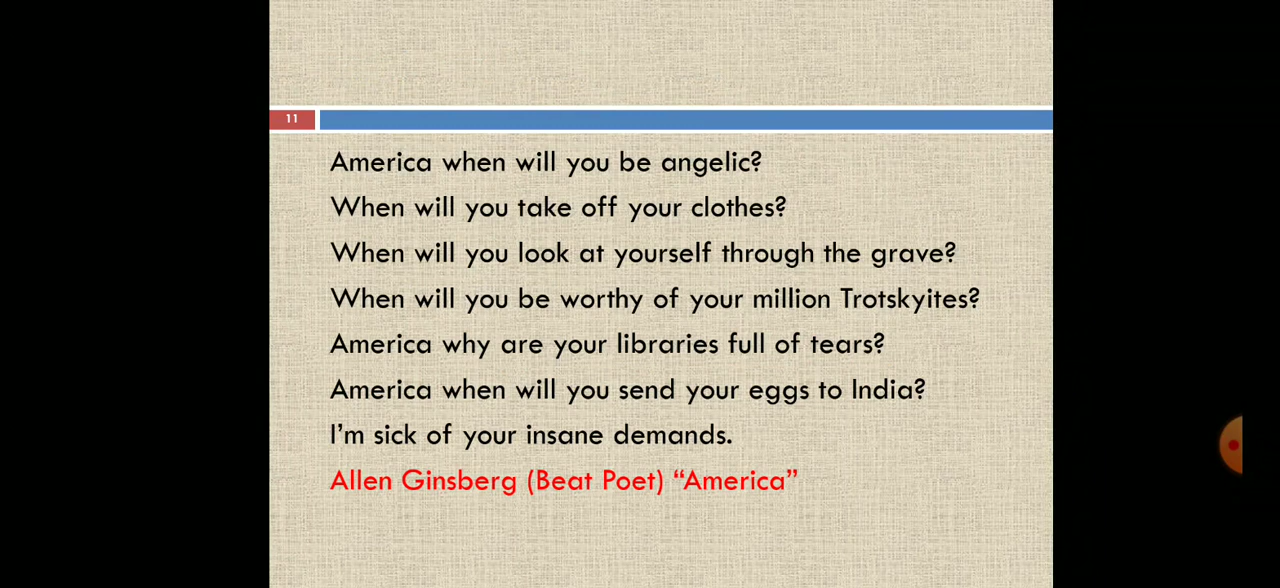 11
America when will you be angelic?
When will you take off your clothes?
When will you look at yourself through the grave?
When will you be worthy of your million Trotskyites?
America why are your libraries full of tears?
America when will you send your eggs to India?
I’m sick of your insane demands.
Allen Ginsberg (Beat Poet) “America”